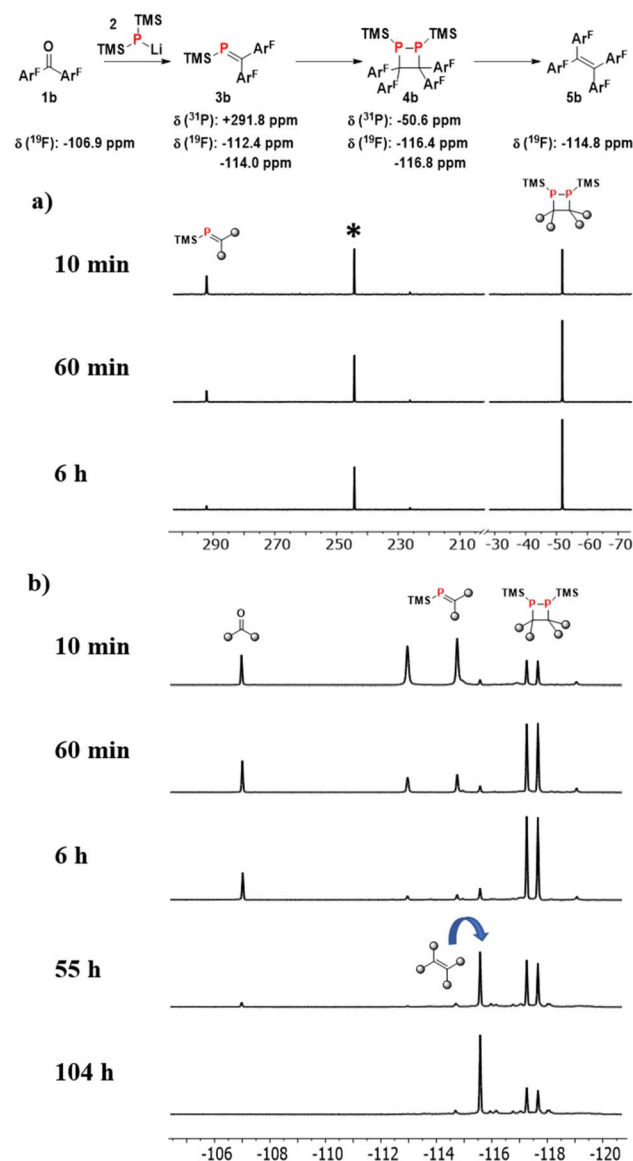 2 TMS
P
TMS Li
O
Ar^F Ar^F
1b
P Ar^F
TMS
Ar^F
3b
TMS TMS
P P
Ar^F Ar^F
Ar^F Ar^F
4b
Ar^F Ar^F
Ar^F Ar^F
5b
δ (³¹P): +291.8 ppm δ (³¹P): -50.6 ppm
δ (¹⁹F): -106.9 ppm δ (¹⁹F): -112.4 ppm δ (¹⁹F): -116.4 ppm δ (¹⁹F): -114.8 ppm
-114.0 ppm -116.8 ppm
a)
TMS P
*
TMS P P TMS
10 min
60 min
6 h
290 270 250 230 210 -30 -40 -50 -60 -70
b)
O
TMS P
TMS P P TMS
10 min
60 min
6 h
55 h
104 h
-106 -108 -110 -112 -114 -116 -118 -120